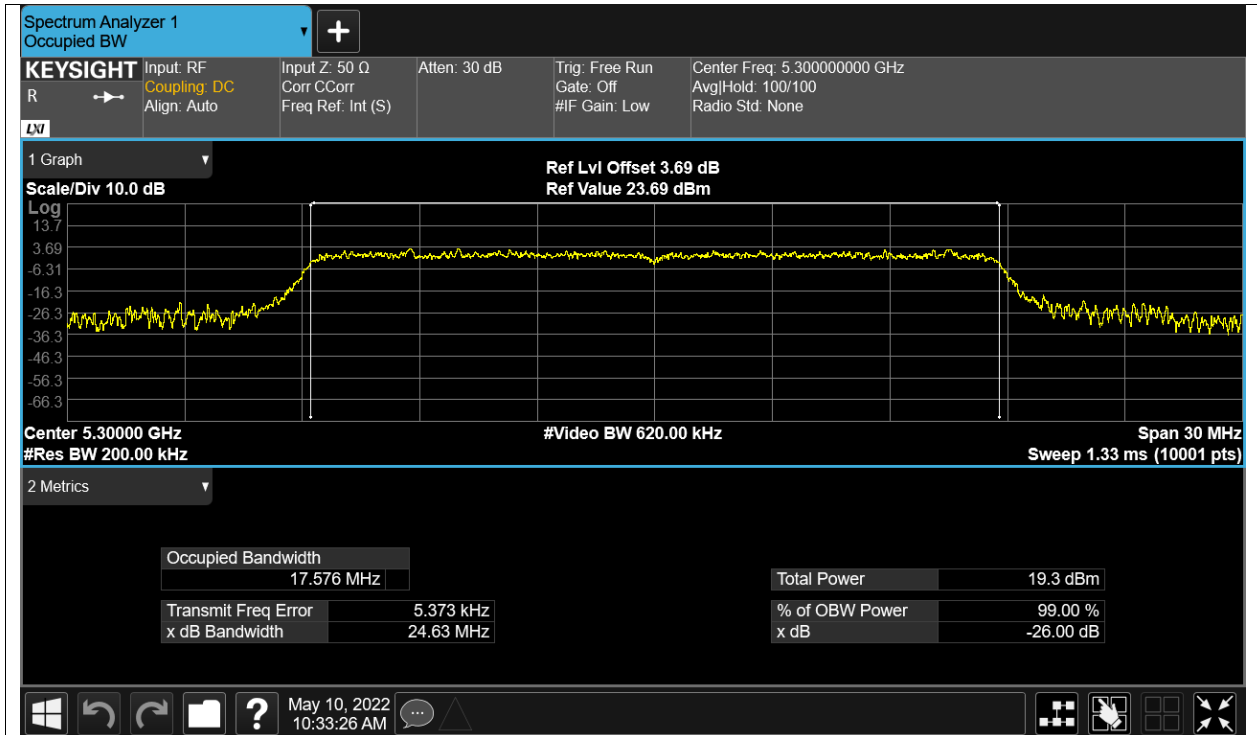 Spectrum Analyzer 1
Occupied BW
KEYSIGHT
R
LXI
Input: RF
Coupling: DC
Align: Auto
Input Z: 50 Ω
Corr CCorr
Freq Ref: Int (S)
Atten: 30 dB
Trig: Free Run
Gate: Off
#IF Gain: Low
Center Freq: 5.300000000 GHz
Avg|Hold: 100/100
Radio Std: None
1 Graph
Scale/Div 10.0 dB
Ref Lvl Offset 3.69 dB
Ref Value 23.69 dBm
Log
13.7
3.69
-6.31
-16.3
-26.3
-36.3
-46.3
-56.3
-66.3
Center 5.30000 GHz
#Video BW 620.00 kHz
Span 30 MHz
#Res BW 200.00 kHz
Sweep 1.33 ms (10001 pts)
2 Metrics
Occupied Bandwidth
17.576 MHz
Total Power 19.3 dBm
Transmit Freq Error 5.373 kHz
% of OBW Power 99.00 %
x dB Bandwidth 24.63 MHz
x dB -26.00 dB
?
May 10, 2022
10:33:26 AM